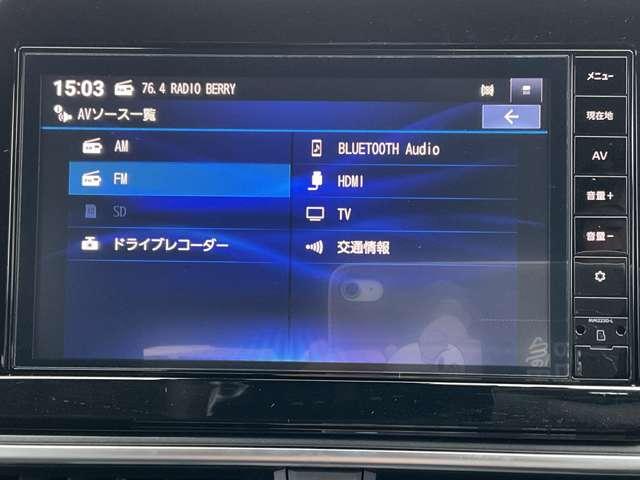 15:03 76.4 RADIO BERRY
AVソース一覧
AM
FM
SD
ドライブレコーダー
BLUETOOTH Audio
HDMI
TV
交通情報
メニュー
現在地
AV
音量+
音量-
MM223D-L